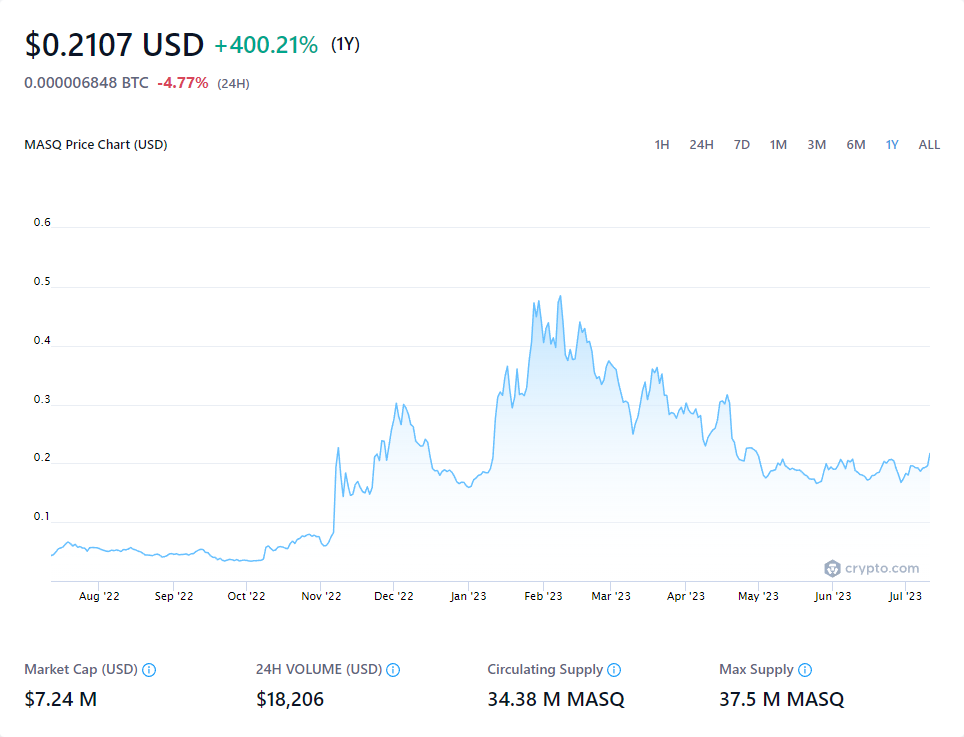 $0.2107 USD +400.21% (1Y)
0.000006848 BTC -4.77% (24H)
MASQ Price Chart (USD) 1H 24H 7D 1M 3M 6M 1Y ALL
0.6
0.5
0.4
0.3
0.2
0.1
crypto.com
Aug '22 Sep '22 Oct '22 Nov '22 Dec '22 Jan '23 Feb '23 Mar '23 Apr '23 May '23 Jun '23 Jul '23
Market Cap (USD) 24H VOLUME (USD) Circulating Supply Max Supply
$7.24 M $18,206 34.38 M MASQ 37.5 M MASQ